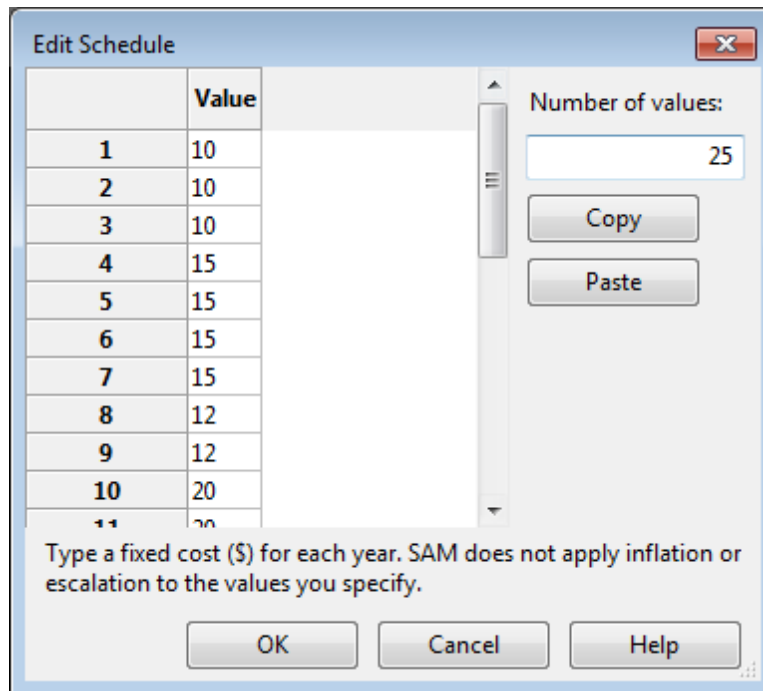 Edit Schedule
Value
Number of values:
25
1 10
2 10
3 10
4 15
5 15
6 15
7 15
8 12
9 12
10 20
Copy
Paste
Type a fixed cost ($) for each year. SAM does not apply inflation or
escalation to the values you specify.
OK Cancel Help